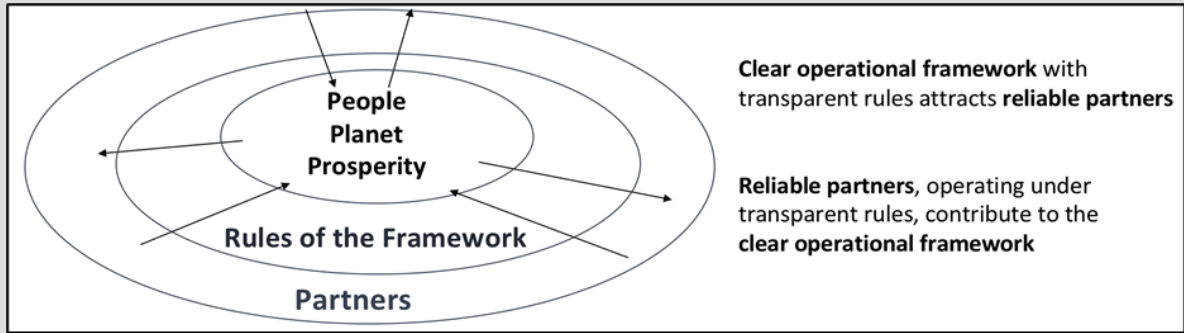 People
Planet
Prosperity
Rules of the Framework
Partners
Clear operational framework with
transparent rules attracts reliable partners
Reliable partners, operating under
transparent rules, contribute to the
clear operational framework